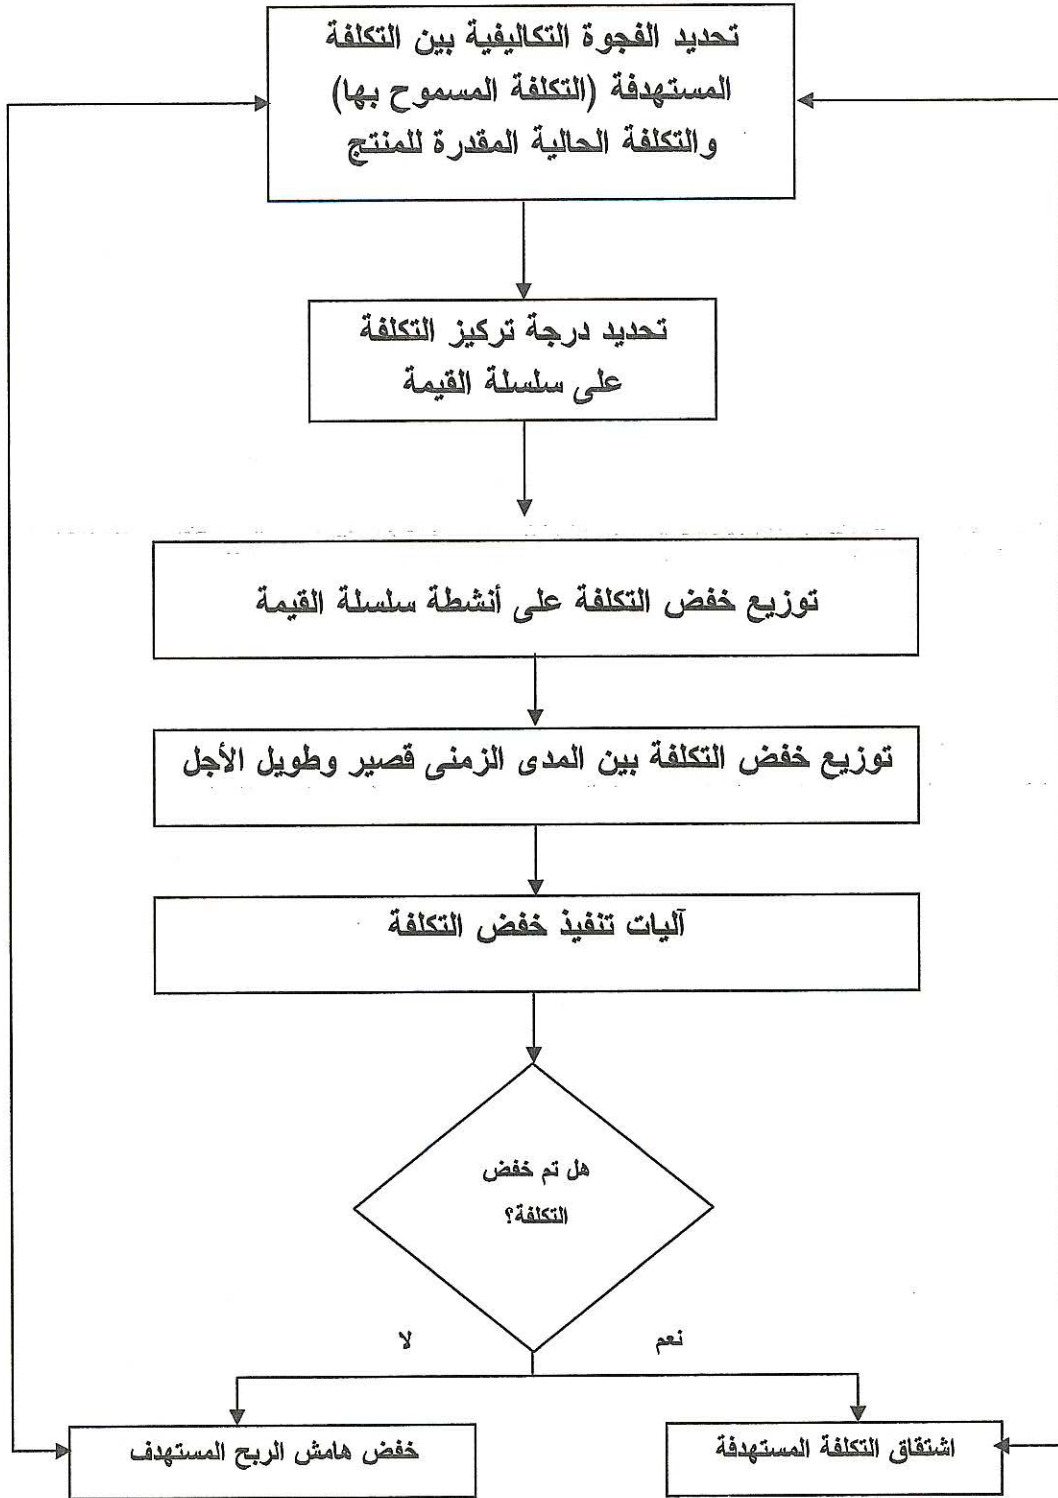 تحديد الفجوة التكاليفية بين التكلفة
المستهدفة (التكلفة المسموح بها)
والتكلفة الحالية المقدرة للمنتج
تحديد درجة تركيز التكلفة
على سلسلة القيمة
توزيع خفض التكلفة على أنشطة سلسلة القيمة
توزيع خفض التكلفة بين المدى الزمنى قصير وطويل الأجل
آليات تنفيذ خفض التكلفة
هل تم خفض
التكلفة؟
نعم
لا
اشتقاق التكلفة المستهدفة
خفض هامش الربح المستهدف